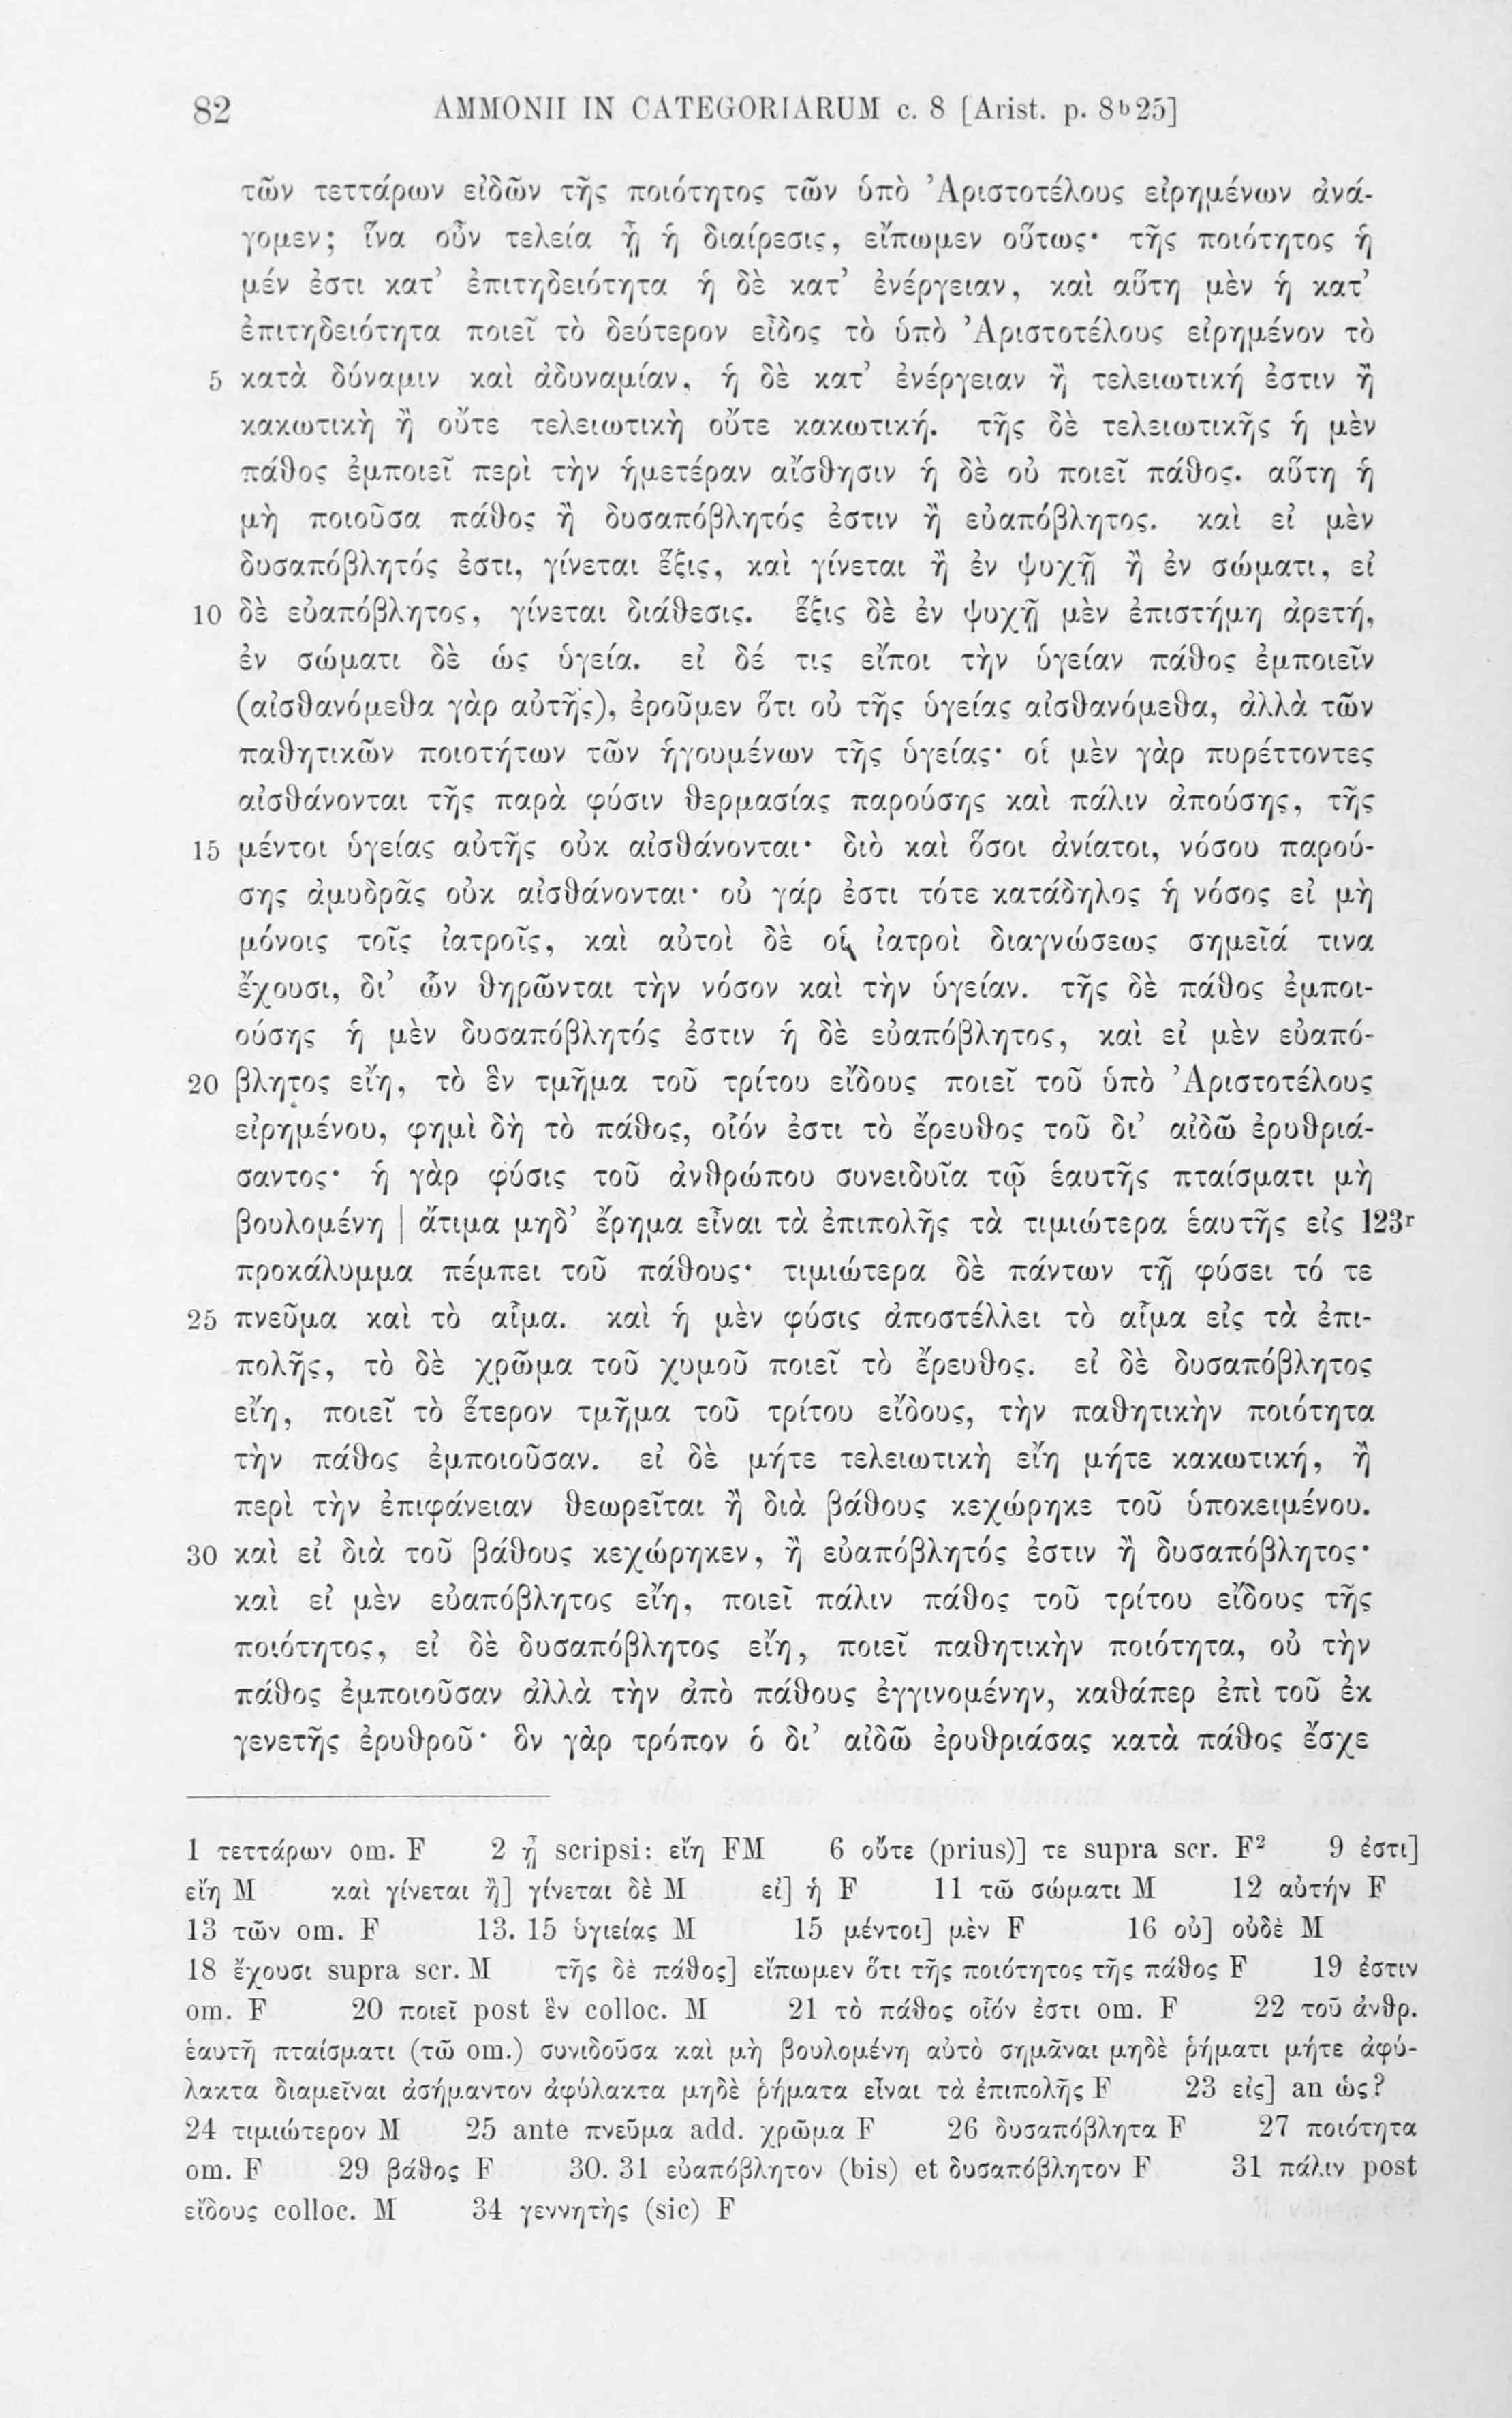 82 AMMONII IN CATEGORIARUM c. 8 [Arist. p. 8ᵇ25]
τῶν τεττάρων εἰδῶν τῆς ποιότητος τῶν ὑπὸ Ἀριστοτέλους εἰρημένων ἀνά-
γομεν; ἵνα οὖν τελεία ᾖ ἡ διαίρεσις, εἴπωμεν οὕτως· τῆς ποιότητος ἡ
μέν ἐστι κατ’ ἐπιτηδειότητα ἡ δὲ κατ’ ἐνέργειαν, καὶ αὕτη μὲν ἡ κατ’
ἐπιτηδειότητα ποιεῖ τὸ δεύτερον εἶδος τὸ ὑπὸ Ἀριστοτέλους εἰρημένον τὸ
5 κατὰ δύναμιν καὶ ἀδυναμίαν, ἡ δὲ κατ’ ἐνέργειαν ἢ τελειωτική ἐστιν ἢ
κακωτικὴ ἢ οὔτε τελειωτικὴ οὔτε κακωτική. τῆς δὲ τελειωτικῆς ἡ μὲν
πάθος ἐμποιεῖ περὶ τὴν ἡμετέραν αἴσθησιν ἡ δὲ οὐ ποιεῖ πάθος. αὕτη ἡ
μὴ ποιοῦσα πάθος ἢ δυσαπόβλητός ἐστιν ἢ εὐαπόβλητος. καὶ εἰ μὲν
δυσαπόβλητός ἐστι, γίνεται ἕξις, καὶ γίνεται ἢ ἐν ψυχῇ ἢ ἐν σώματι, εἰ
10 δὲ εὐαπόβλητος, γίνεται διάθεσις. ἕξις δὲ ἐν ψυχῇ μὲν ἐπιστήμη ἀρετή,
ἐν σώματι δὲ ὡς ὑγεία. εἰ δέ τις εἴποι τὴν ὑγείαν πάθος ἐμποιεῖν
(αἰσθανόμεθα γὰρ αὐτῆς), ἐροῦμεν ὅτι οὐ τῆς ὑγείας αἰσθανόμεθα, ἀλλὰ τῶν
παθητικῶν ποιοτήτων τῶν ἡγουμένων τῆς ὑγείας· οἱ μὲν γὰρ πυρέττοντες
αἰσθάνονται τῆς παρὰ φύσιν θερμασίας παρούσης καὶ πάλιν ἀπούσης, τῆς
15 μέντοι ὑγείας αὐτῆς οὐκ αἰσθάνονται· διὸ καὶ ὅσοι ἀνίατοι, νόσου παρού-
σης ἀμυδρᾶς οὐκ αἰσθάνονται· οὐ γάρ ἐστι τότε κατάδηλος ἡ νόσος εἰ μὴ
μόνοις τοῖς ἰατροῖς, καὶ αὐτοὶ δὲ οἱ ἰατροὶ διαγνώσεως σημεῖά τινα
ἔχουσι, δι’ ὧν θηρῶνται τὴν νόσον καὶ τὴν ὑγείαν. τῆς δὲ πάθος ἐμποι-
ούσης ἡ μὲν δυσαπόβλητός ἐστιν ἡ δὲ εὐαπόβλητος, καὶ εἰ μὲν εὐαπό-
20 βλητος εἴη, τὸ ἓν τμῆμα τοῦ τρίτου εἴδους ποιεῖ τοῦ ὑπὸ Ἀριστοτέλους
εἰρημένου, φημὶ δὴ τὸ πάθος, οἷόν ἐστι τὸ ἔρευθος τοῦ δι’ αἰδῶ ἐρυθριά-
σαντος· ἡ γὰρ φύσις τοῦ ἀνθρώπου συνειδυῖα τῷ ἑαυτῆς πταίσματι μὴ
βουλομένη | ἄτιμα μηδ’ ἔρημα εἶναι τὰ ἐπιπολῆς τὰ τιμιώτερα ἑαυτῆς εἰς 123ʳ
προκάλυμμα πέμπει τοῦ πάθους· τιμιώτερα δὲ πάντων τῇ φύσει τό τε
25 πνεῦμα καὶ τὸ αἷμα. καὶ ἡ μὲν φύσις ἀποστέλλει τὸ αἷμα εἰς τὰ ἐπι-
πολῆς, τὸ δὲ χρῶμα τοῦ χυμοῦ ποιεῖ τὸ ἔρευθος. εἰ δὲ δυσαπόβλητος
εἴη, ποιεῖ τὸ ἕτερον τμῆμα τοῦ τρίτου εἴδους, τὴν παθητικὴν ποιότητα
τὴν πάθος ἐμποιοῦσαν. εἰ δὲ μήτε τελειωτικὴ εἴη μήτε κακωτική, ἢ
περὶ τὴν ἐπιφάνειαν θεωρεῖται ἢ διὰ βάθους κεχώρηκε τοῦ ὑποκειμένου.
30 καὶ εἰ διὰ τοῦ βάθους κεχώρηκεν, ἢ εὐαπόβλητός ἐστιν ἢ δυσαπόβλητος·
καὶ εἰ μὲν εὐαπόβλητος εἴη, ποιεῖ πάλιν πάθος τοῦ τρίτου εἴδους τῆς
ποιότητος, εἰ δὲ δυσαπόβλητος εἴη, ποιεῖ παθητικὴν ποιότητα, οὐ τὴν
πάθος ἐμποιοῦσαν ἀλλὰ τὴν ἀπὸ πάθους ἐγγινομένην, καθάπερ ἐπὶ τοῦ ἐκ
γενετῆς ἐρυθροῦ· ὃν γὰρ τρόπον ὁ δι’ αἰδῶ ἐρυθριάσας κατὰ πάθος ἔσχε
1 τεττάρων om. F 2 ᾖ scripsi: εἴη FM 6 οὔτε (prius)] τε supra scr. F² 9 ἐστι]
εἴη M καὶ γίνεται ἢ] γίνεται δὲ M εἰ] ἡ F 11 τῶ σώματι M 12 αὐτήν F
13 τῶν om. F 13. 15 ὑγιείας M 15 μέντοι] μὲν F 16 οὐ] οὐδὲ M
18 ἔχουσι supra scr. M τῆς δὲ πάθος] εἴπωμεν ὅτι τῆς ποιότητος τῆς πάθος F 19 ἐστιν
om. F 20 ποιεῖ post ἓν colloc. M 21 τὸ πάθος οἷόν ἐστι om. F 22 τοῦ ἀνθρ.
ἑαυτῆ πταίσματι (τῶ om.) συνιδοῦσα καὶ μὴ βουλομένη αὐτὸ σημᾶναι μηδὲ ῥήματι μήτε ἀφύ-
λακτα διαμεῖναι ἀσήμαντον ἀφύλακτα μηδὲ ῥήματα εἶναι τὰ ἐπιπολῆς F 23 εἰς] an ὡς?
24 τιμιώτερον M 25 ante πνεῦμα add. χρῶμα F 26 δυσαπόβλητα F 27 ποιότητα
om. F 29 βάθος F 30. 31 εὐαπόβλητον (bis) et δυσαπόβλητον F 31 πάλιν post
εἴδους colloc. M 34 γεννητὴς (sic) F